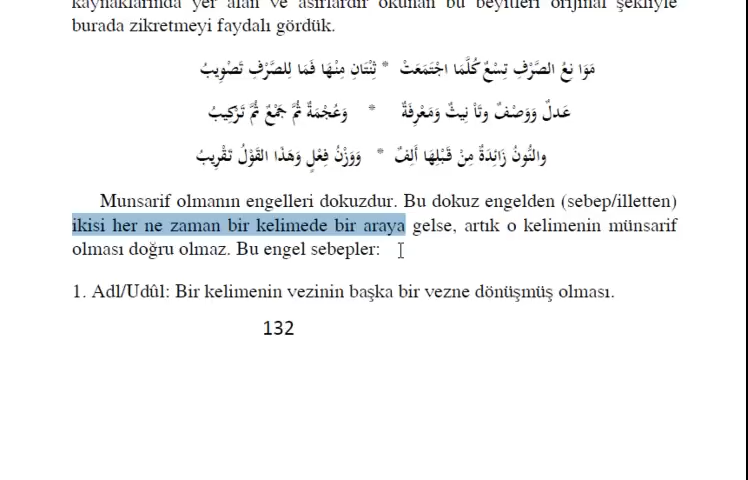 kaynaklarında yer alan ve asırlardır okunan bu beyitleri orijinal şekliyle
burada zikretmeyi faydalı gördük.
مَوَا نِعُ الصَّرْفِ تِسْعٌ كُلَّمَا اجْتَمَعَتْ * ثِنْتَانِ مِنْهَا فَمَا لِلصَّرْفِ تَصْوِيبُ
عَدلٌ وَوَصْفٌ وتَأ نِيثٌ وَمَعْرِفَةٌ * وَعُجْمَةٌ ثُمَّ جَمْعٌ ثُمَّ تَرْكِيبُ
والنُّونُ زَائِدَةٌ مِنْ قَبْلِهَا أَلِفٌ * وَوَزْنُ فِعْلٍ وَهَذَا القَوْلُ تَقْرِيبُ
Munsarif olmanın engelleri dokuzdur. Bu dokuz engelden (sebep/illetten)
ikisi her ne zaman bir kelimede bir araya gelse, artık o kelimenin münsarif
olması doğru olmaz. Bu engel sebepler:
1. Adl/Udûl: Bir kelimenin vezinin başka bir vezne dönüşmüş olması.
132